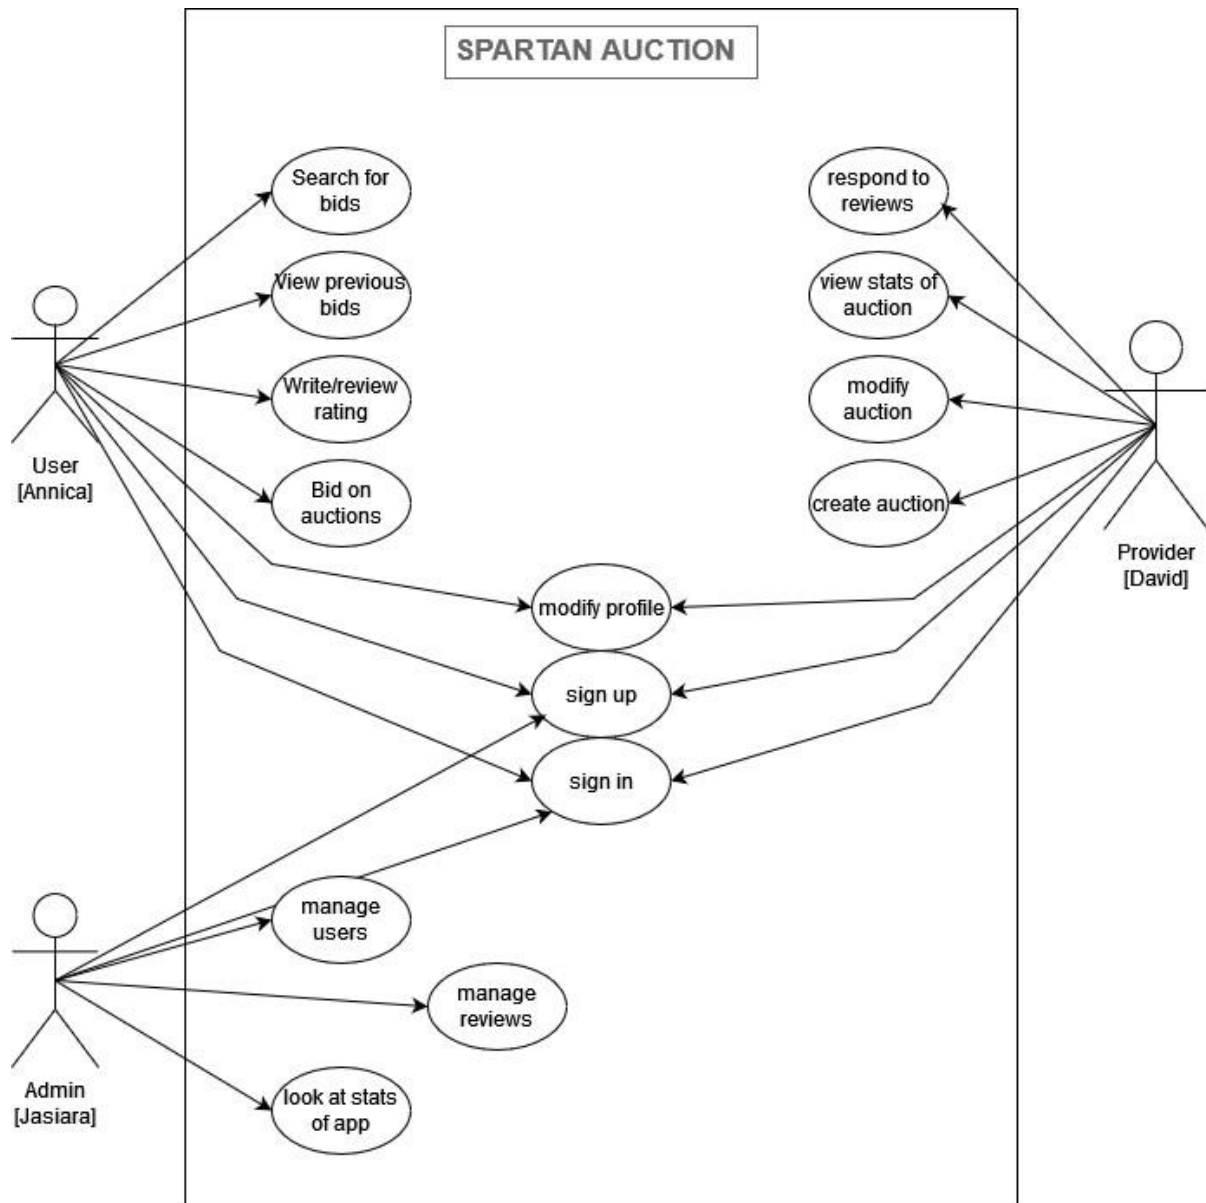 SPARTAN AUCTION
Search for
bids
View previous
bids
Write/review
rating
Bid on
auctions
respond to
reviews
view stats of
auction
modify
auction
create auction
User
[Annica]
Provider
[David]
modify profile
sign up
sign in
manage
users
manage
reviews
look at stats
of app
Admin
[Jasiara]